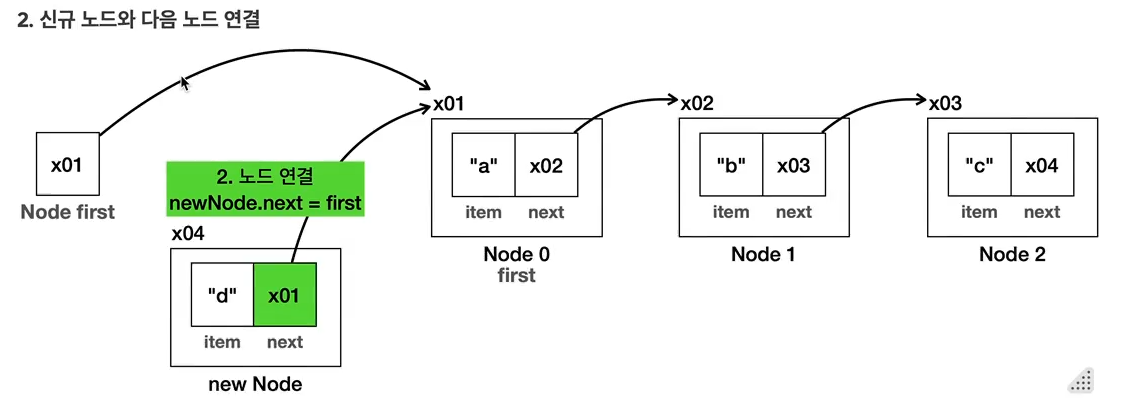 2. 신규 노드와 다음 노드 연결
x01
Node first
2. 노드 연결
newNode.next = first
x04
"d"
x01
item
next
new Node
x01
"a"
x02
item
next
Node 0
first
x02
"b"
x03
item
next
Node 1
x03
"c"
x04
item
next
Node 2